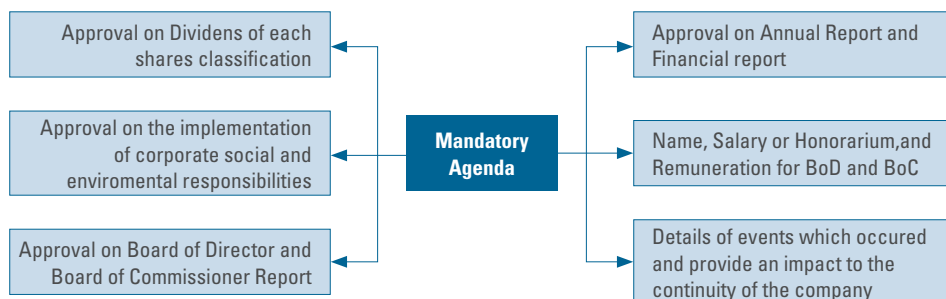 Approval on Dividens of each
shares classification
Approval on the implementation
of corporate social and
enviromental responsibilities
Approval on Board of Director and
Board of Commissioner Report
Mandatory
Agenda
Approval on Annual Report and
Financial report
Name, Salary or Honorarium,and
Remuneration for BoD and BoC
Details of events which occured
and provide an impact to the
continuity of the company